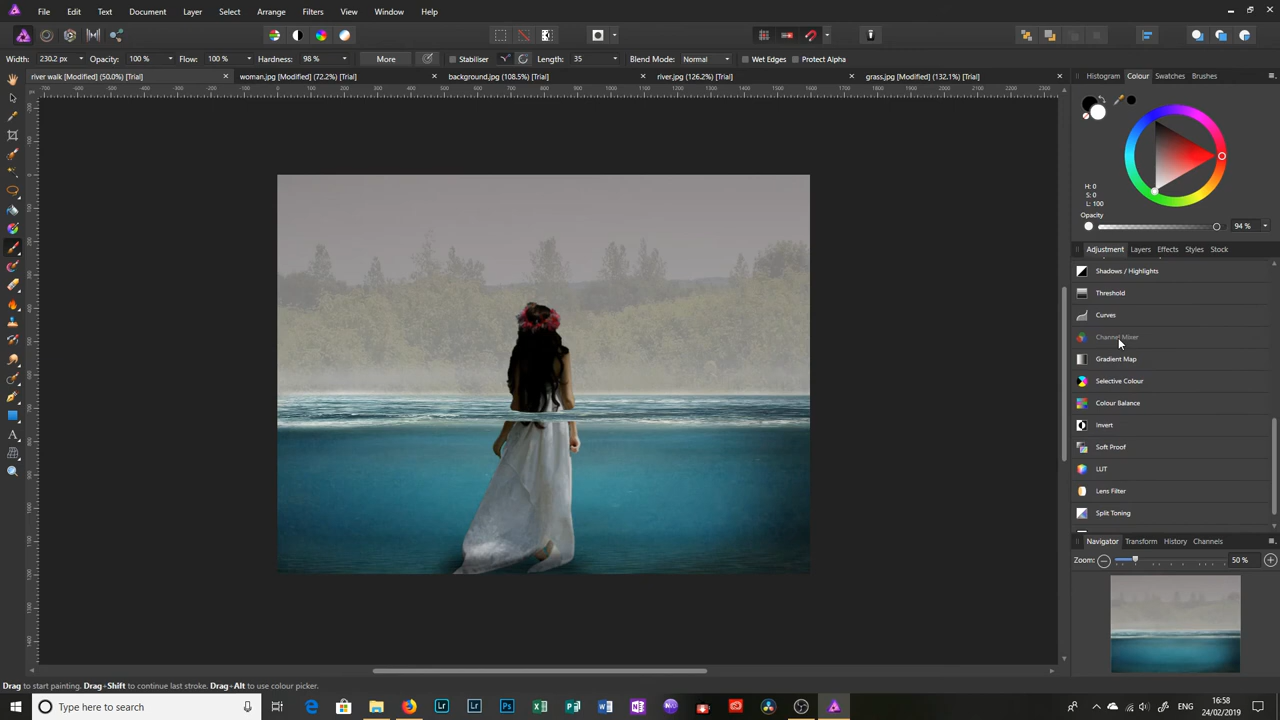 File Edit Text Document Layer Select Arrange Filters View Window Help
Width: 230.2 px Opacity: 100 % Flow: 100 % Hardness: 98 % More Stabiliser Length: 35 Blend Mode: Normal Wet Edges Protect Alpha
river walk [Modified] (50.0%) [Trial] woman.jpg [Modified] (72.2%) [Trial] background.jpg (108.5%) [Trial] river.jpg (126.2%) [Trial] grass.jpg [Modified] (132.1%) [Trial]
Histogram Colour Swatches Brushes
H: 0
S: 0
L: 100
Opacity
94 %
Adjustment Layers Effects Styles Stock
Shadows / Highlights
Threshold
Curves
Channel Mixer
Gradient Map
Selective Colour
Colour Balance
Invert
Soft Proof
LUT
Lens Filter
Split Toning
Navigator Transform History Channels
Zoom: 50 %
Drag to start painting. Drag+Shift to continue last stroke. Drag+Alt to use colour picker.
Type here to search
16:58
24/02/2019